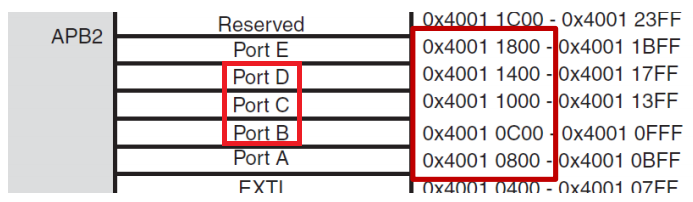 Reserved 0x4001 1C00 - 0x4001 23FF
APB2
Port E 0x4001 1800 - 0x4001 1BFF
Port D 0x4001 1400 - 0x4001 17FF
Port C 0x4001 1000 - 0x4001 13FF
Port B 0x4001 0C00 - 0x4001 0FFF
Port A 0x4001 0800 - 0x4001 0BFF
EXTI 0x4001 0400 - 0x4001 07FF